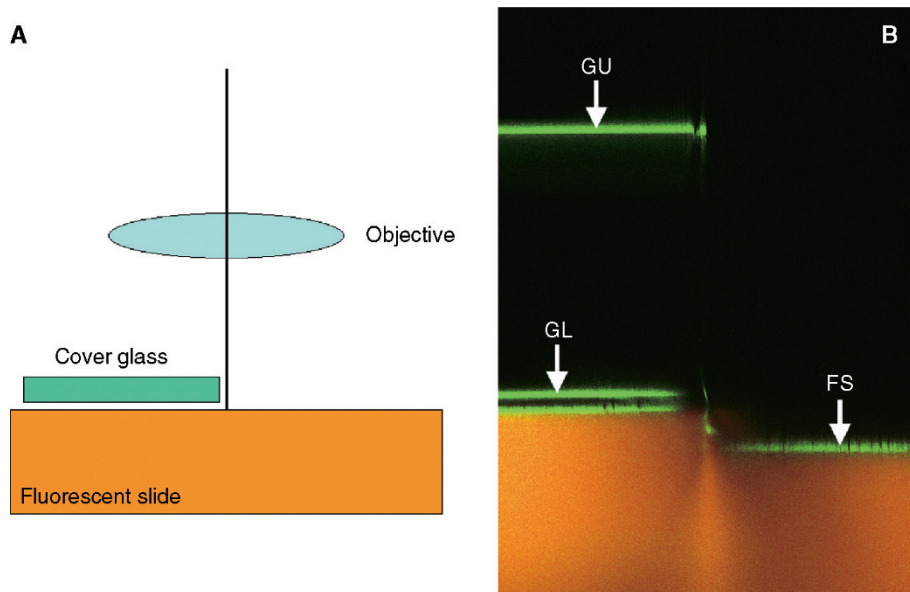 A
Objective
Cover glass
Fluorescent slide
B
GU
GL
FS